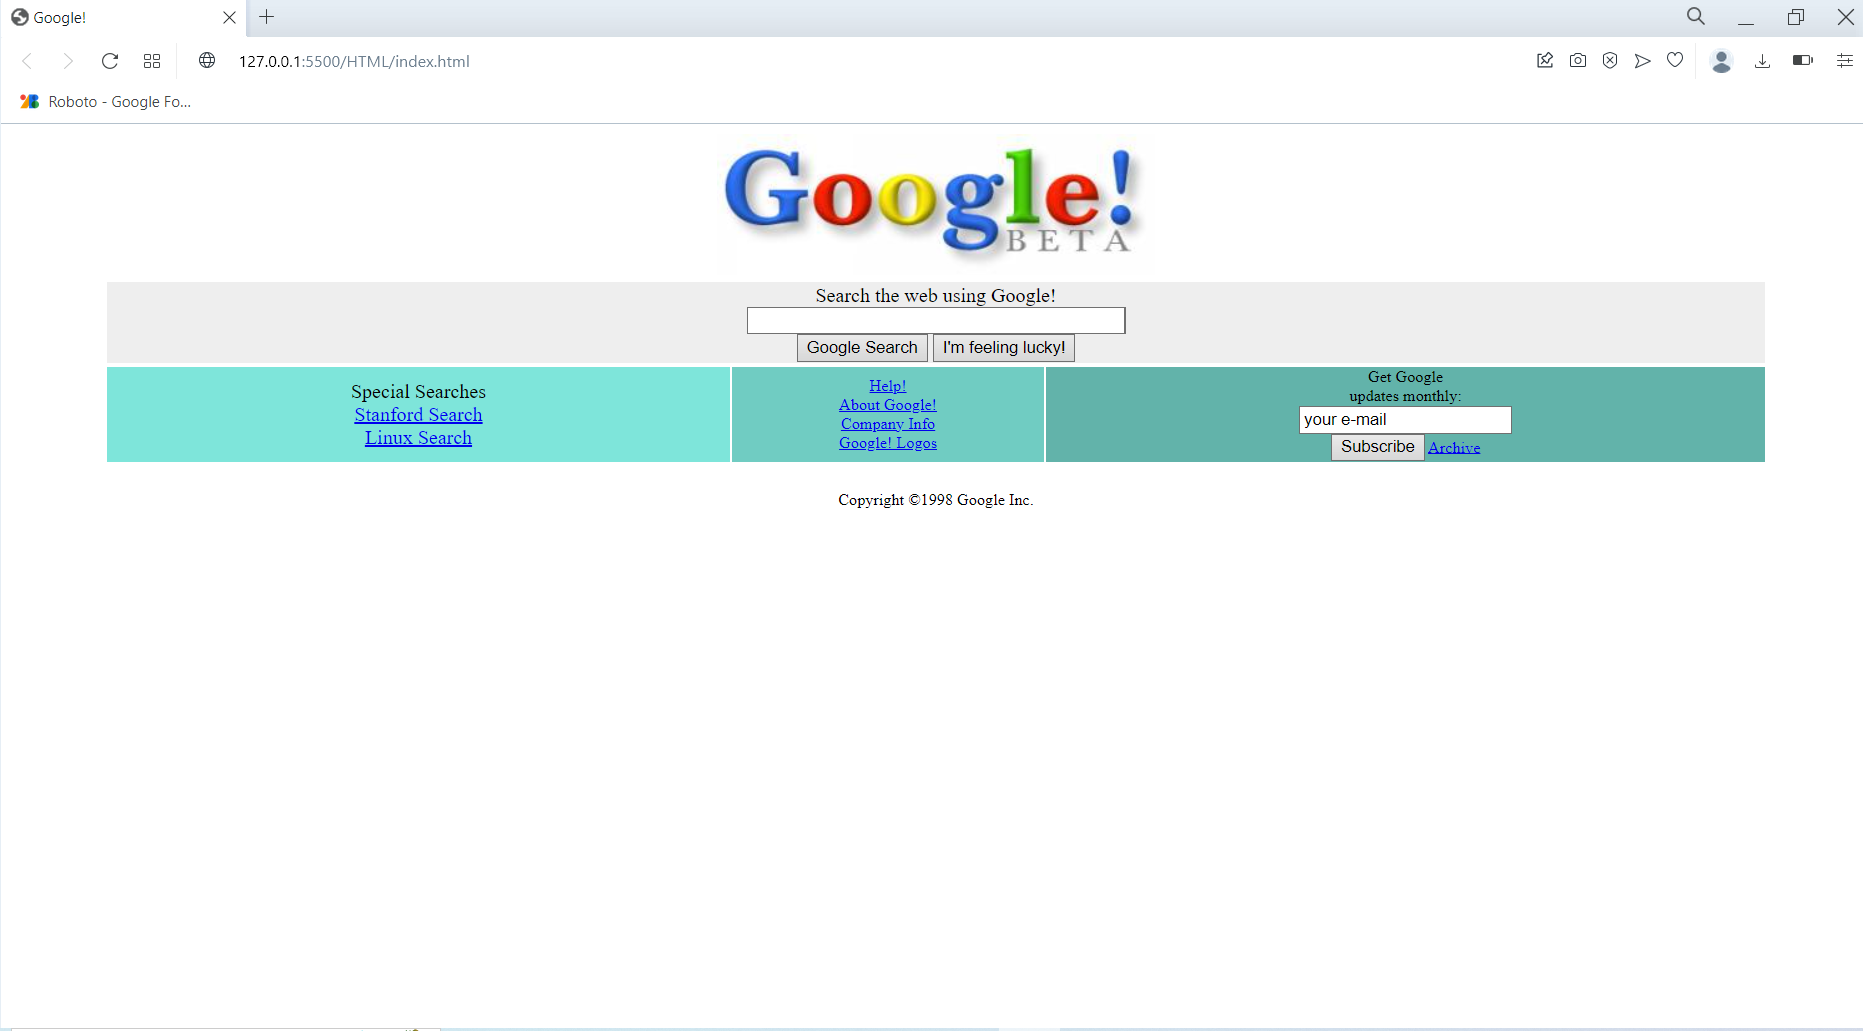 Google!
127.0.0.1:5500/HTML/index.html
Roboto - Google Fo...
Google!
BETA
Search the web using Google!
Google Search I'm feeling lucky!
Special Searches
Stanford Search
Linux Search
Help!
About Google!
Company Info
Google! Logos
Get Google
updates monthly:
your e-mail
Subscribe Archive
Copyright ©1998 Google Inc.